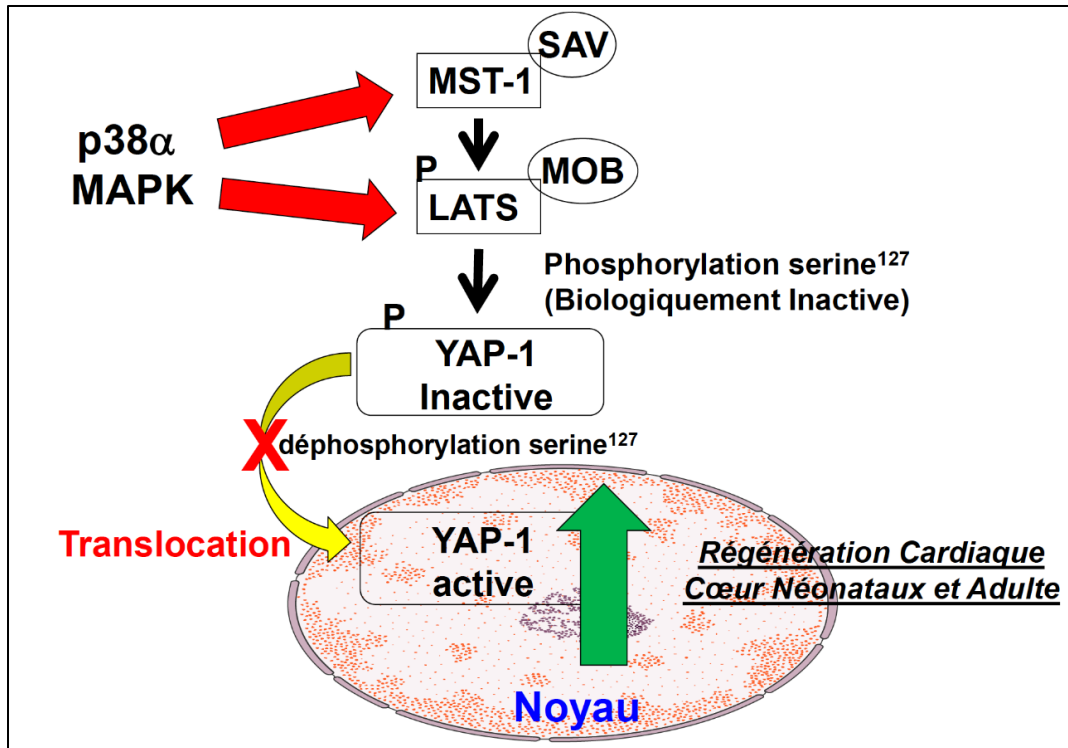 SAV
MST-1
p38α
MAPK
P
MOB
LATS
Phosphorylation serine¹²⁷
(Biologiquement Inactive)
P
YAP-1
Inactive
X
déphosphorylation serine¹²⁷
Translocation
YAP-1
active
Régénération Cardiaque
Cœur Néonataux et Adulte
Noyau